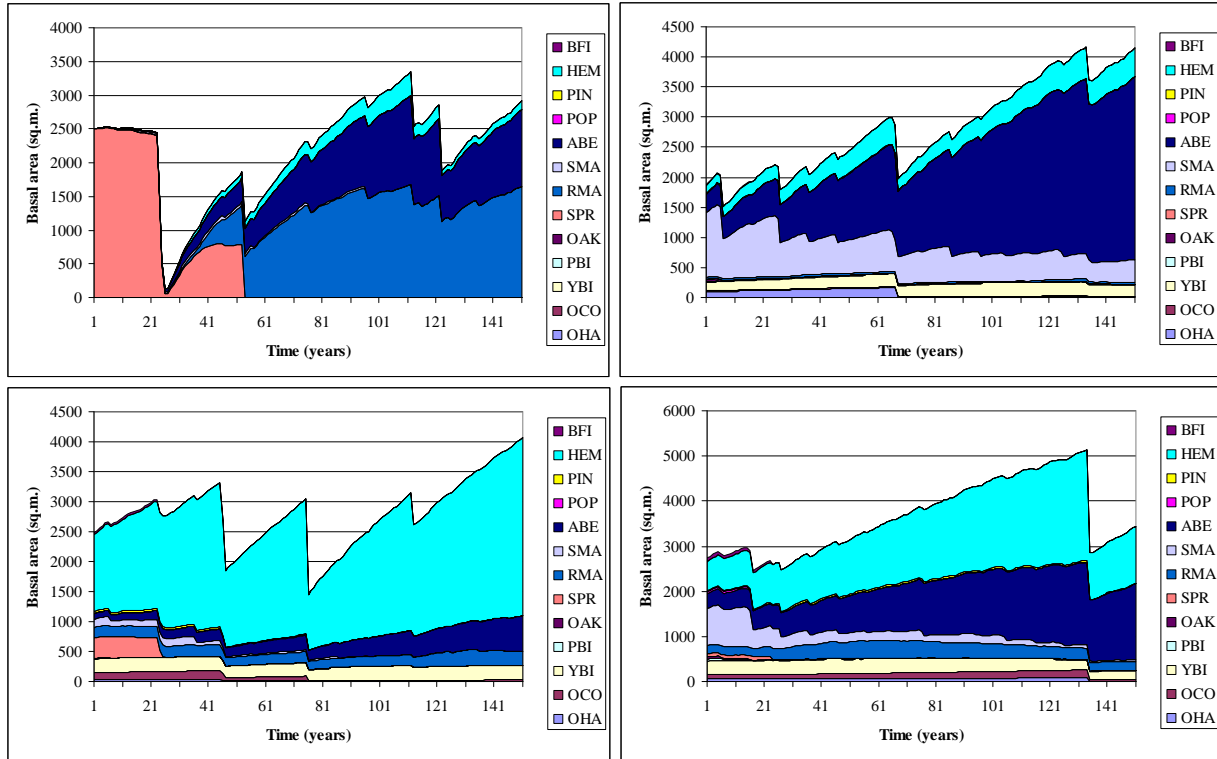 4000
3500
3000
2500
2000
1500
1000
500
0
Basal area (sq.m.)
1 21 41 61 81 101 121 141
Time (years)
BFI
HEM
PIN
POP
ABE
SMA
RMA
SPR
OAK
PBI
YBI
OCO
OHA
4500
4000
3500
3000
2500
2000
1500
1000
500
0
Basal area (sq.m.)
1 21 41 61 81 101 121 141
Time (years)
BFI
HEM
PIN
POP
ABE
SMA
RMA
SPR
OAK
PBI
YBI
OCO
OHA
4500
4000
3500
3000
2500
2000
1500
1000
500
0
Basal area (sq.m.)
1 21 41 61 81 101 121 141
Time (years)
BFI
HEM
PIN
POP
ABE
SMA
RMA
SPR
OAK
PBI
YBI
OCO
OHA
6000
5000
4000
3000
2000
1000
0
Basal area (sq.m.)
1 21 41 61 81 101 121 141
Time (years)
BFI
HEM
PIN
POP
ABE
SMA
RMA
SPR
OAK
PBI
YBI
OCO
OHA